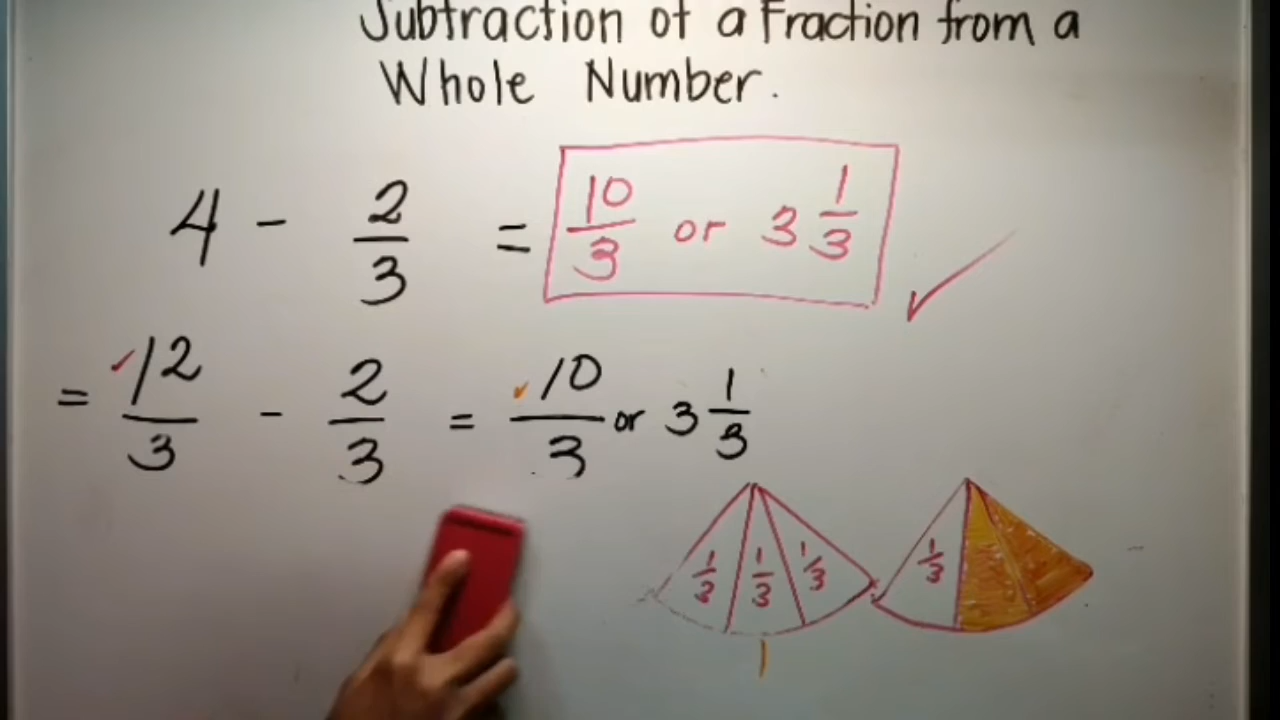 Subtraction of a Fraction from a
Whole Number.
4 - 2/3 = 10/3 or 3 1/3
= 12/3 - 2/3 = 10/3 or 3 1/3
1/3 1/3 1/3 1/3
1